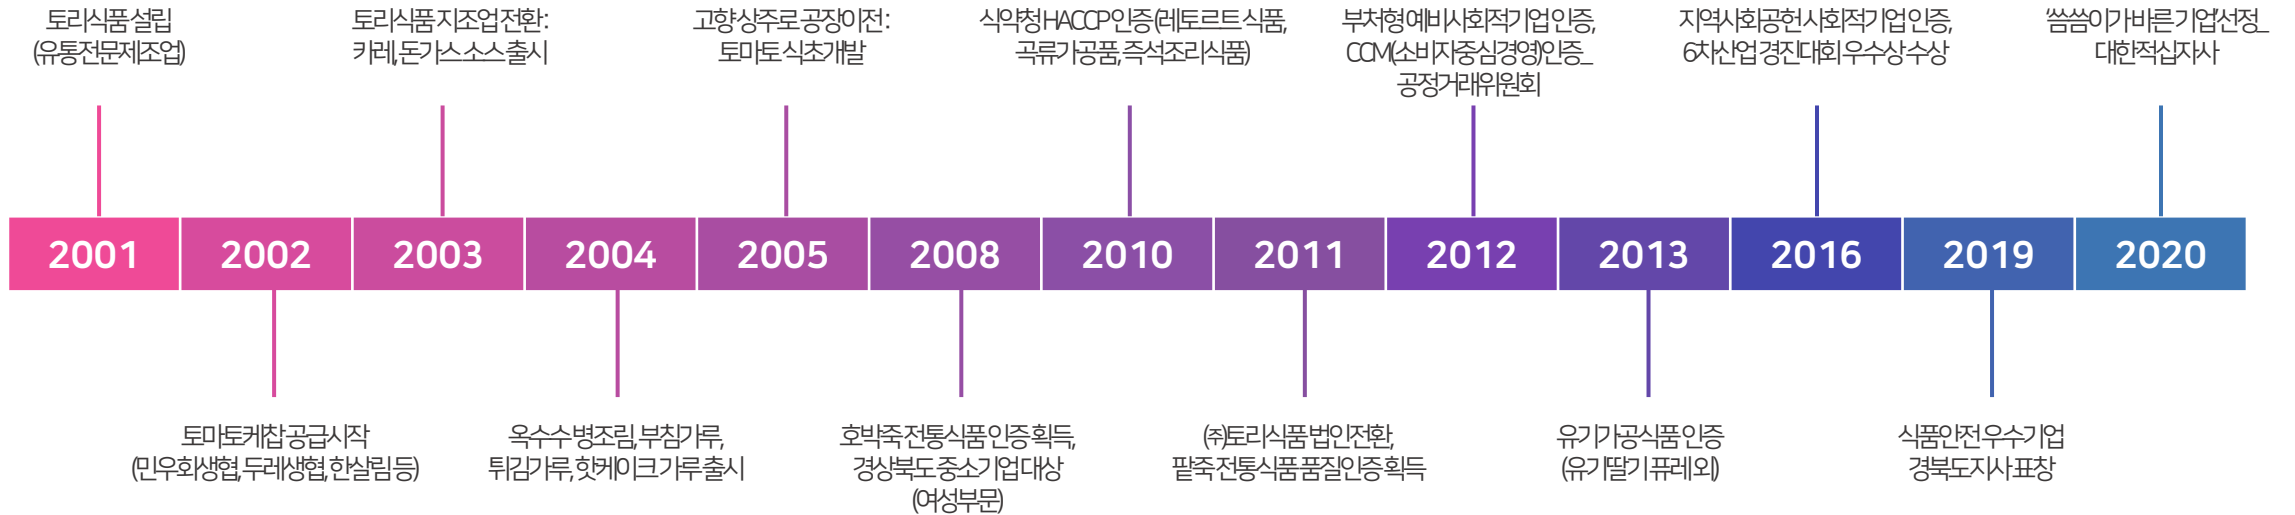 토리식품 설립
(유통전문제조업)
토리식품 지조업 전환 :
카레, 돈가스 소스 출시
고향 상주로 공장이전 :
토마토 식초개발
식약청 HACCP 인증(레토르트 식품,
곡류가공품, 즉석조리식품)
부처형 예비사회적기업 인증,
CCM(소비자중심경영)인증_
공정거래위원회
지역사회공헌 사회적기업 인증,
6차산업 경진대회 우수상 수상
'씀씀이가 바른 기업'선정_
대한적십자사
2001
2002
2003
2004
2005
2008
2010
2011
2012
2013
2016
2019
2020
토마토케찹 공급시작
(민우회생협, 두레생협, 한살림 등)
옥수수 병조림, 부침가루,
튀김가루, 핫케이크 가루 출시
호박죽 전통식품 인증 획득,
경상북도 중소기업 대상
(여성부문)
㈜토리식품 법인전환,
팥죽 전통식품 품질인증 획득
유기가공식품 인증
(유기딸기 퓨레 외)
식품안전 우수기업
경북도지사 표창